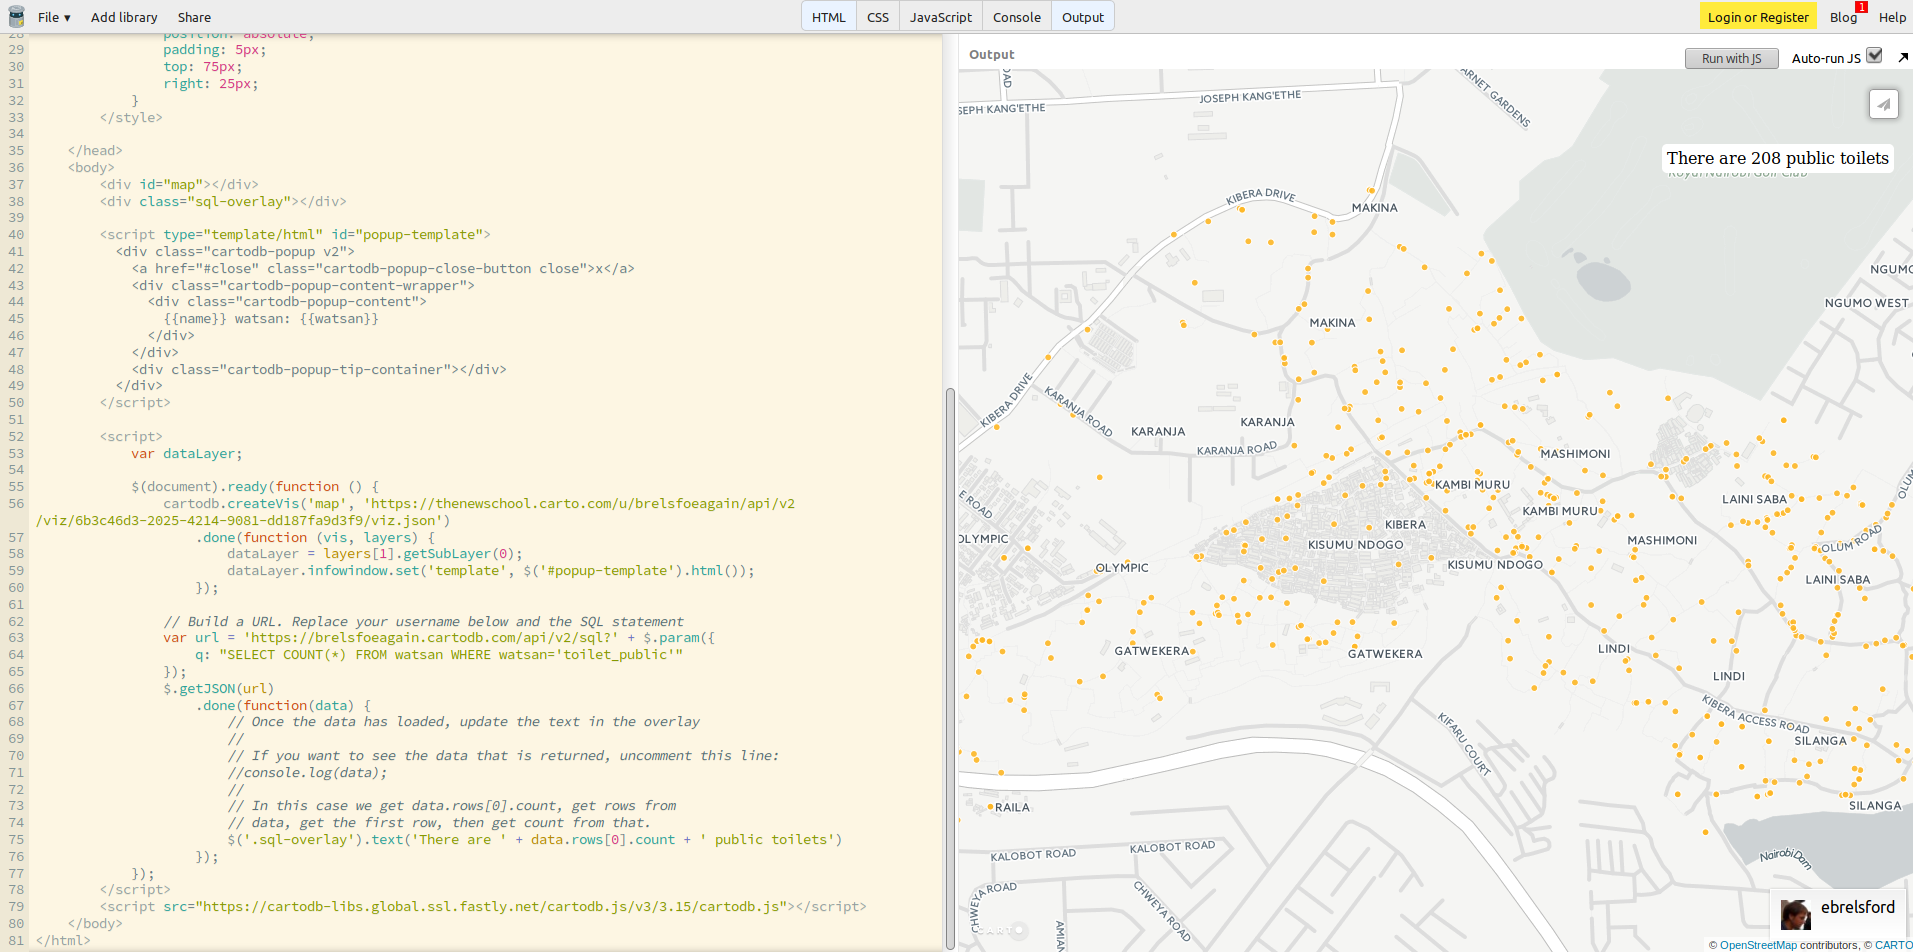 File ▾ Add library Share HTML CSS JavaScript Console Output Login or Register Blog 1 Help
28 position: absolute;
29 padding: 5px;
30 top: 75px;
31 right: 25px;
32 }
33 </style>
34
35 </head>
36 <body>
37 <div id="map"></div>
38 <div class="sql-overlay"></div>
39
40 <script type="template/html" id="popup-template">
41 <div class="cartodb-popup v2">
42 <a href="#close" class="cartodb-popup-close-button close">x</a>
43 <div class="cartodb-popup-content-wrapper">
44 <div class="cartodb-popup-content">
45 {{name}} watsan: {{watsan}}
46 </div>
47 </div>
48 <div class="cartodb-popup-tip-container"></div>
49 </div>
50 </script>
51
52 <script>
53 var dataLayer;
54
55 $(document).ready(function () {
56 cartodb.createVis('map', 'https://thenewschool.carto.com/u/brelsfoeagain/api/v2
/viz/6b3c46d3-2025-4214-9081-dd187fa9d3f9/viz.json')
57 .done(function (vis, layers) {
58 dataLayer = layers[1].getSubLayer(0);
59 dataLayer.infowindow.set('template', $('#popup-template').html());
60 });
61
62 // Build a URL. Replace your username below and the SQL statement
63 var url = 'https://brelsfoeagain.cartodb.com/api/v2/sql?' + $.param({
64 q: "SELECT COUNT(*) FROM watsan WHERE watsan='toilet_public'"
65 });
66 $.getJSON(url)
67 .done(function(data) {
68 // Once the data has loaded, update the text in the overlay
69 //
70 // If you want to see the data that is returned, uncomment this line:
71 //console.log(data);
72 //
73 // In this case we get data.rows[0].count, get rows from
74 // data, get the first row, then get count from that.
75 $('.sql-overlay').text('There are ' + data.rows[0].count + ' public toilets')
76 });
77 });
78 </script>
79 <script src="https://cartodb-libs.global.ssl.fastly.net/cartodb.js/v3/3.15/cartodb.js"></script>
80 </body>
81 </html>
Output
Run with JS Auto-run JS
OAD
ARNET GARDENS
JOSEPH KANG'ETHE
SEPH KANG'ETHE
There are 208 public toilets
Royal Nairobi Golf Club
KIBERA DRIVE
MAKINA
NGUMO
NGUMO WEST
MAKINA
KIBERA DRIVE
KARANJA ROAD
KARANJA
KARANJA
KARANJA ROAD
MASHIMONI
KAMBI MURU
LAINI SABA
OLUM
E ROAD
KAMBI MURU
KIBERA
OLYMPIC
KISUMU NDOGO
MASHIMONI
OLUM ROAD
OLYMPIC
KISUMU NDOGO
LAINI SABA
GATWEKERA
GATWEKERA
LINDI
LINDI
KIBERA ACCESS ROAD
KIFARU COURT
SILANGA
RAILA
SILANGA
KALOBOT ROAD
KALOBOT ROAD
Nairobi Dam
CHWEYA ROAD
CHWEYA ROAD
AMIAN
CARTO
ebrelsford
© OpenStreetMap contributors, © CARTO